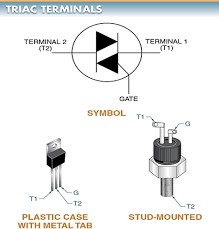 TRIAC TERMINALS
TERMINAL 2
(T2)
TERMINAL 1
(T1)
GATE
SYMBOL
T1
G
T2
PLASTIC CASE
WITH METAL TAB
T1
G
T2
STUD-MOUNTED